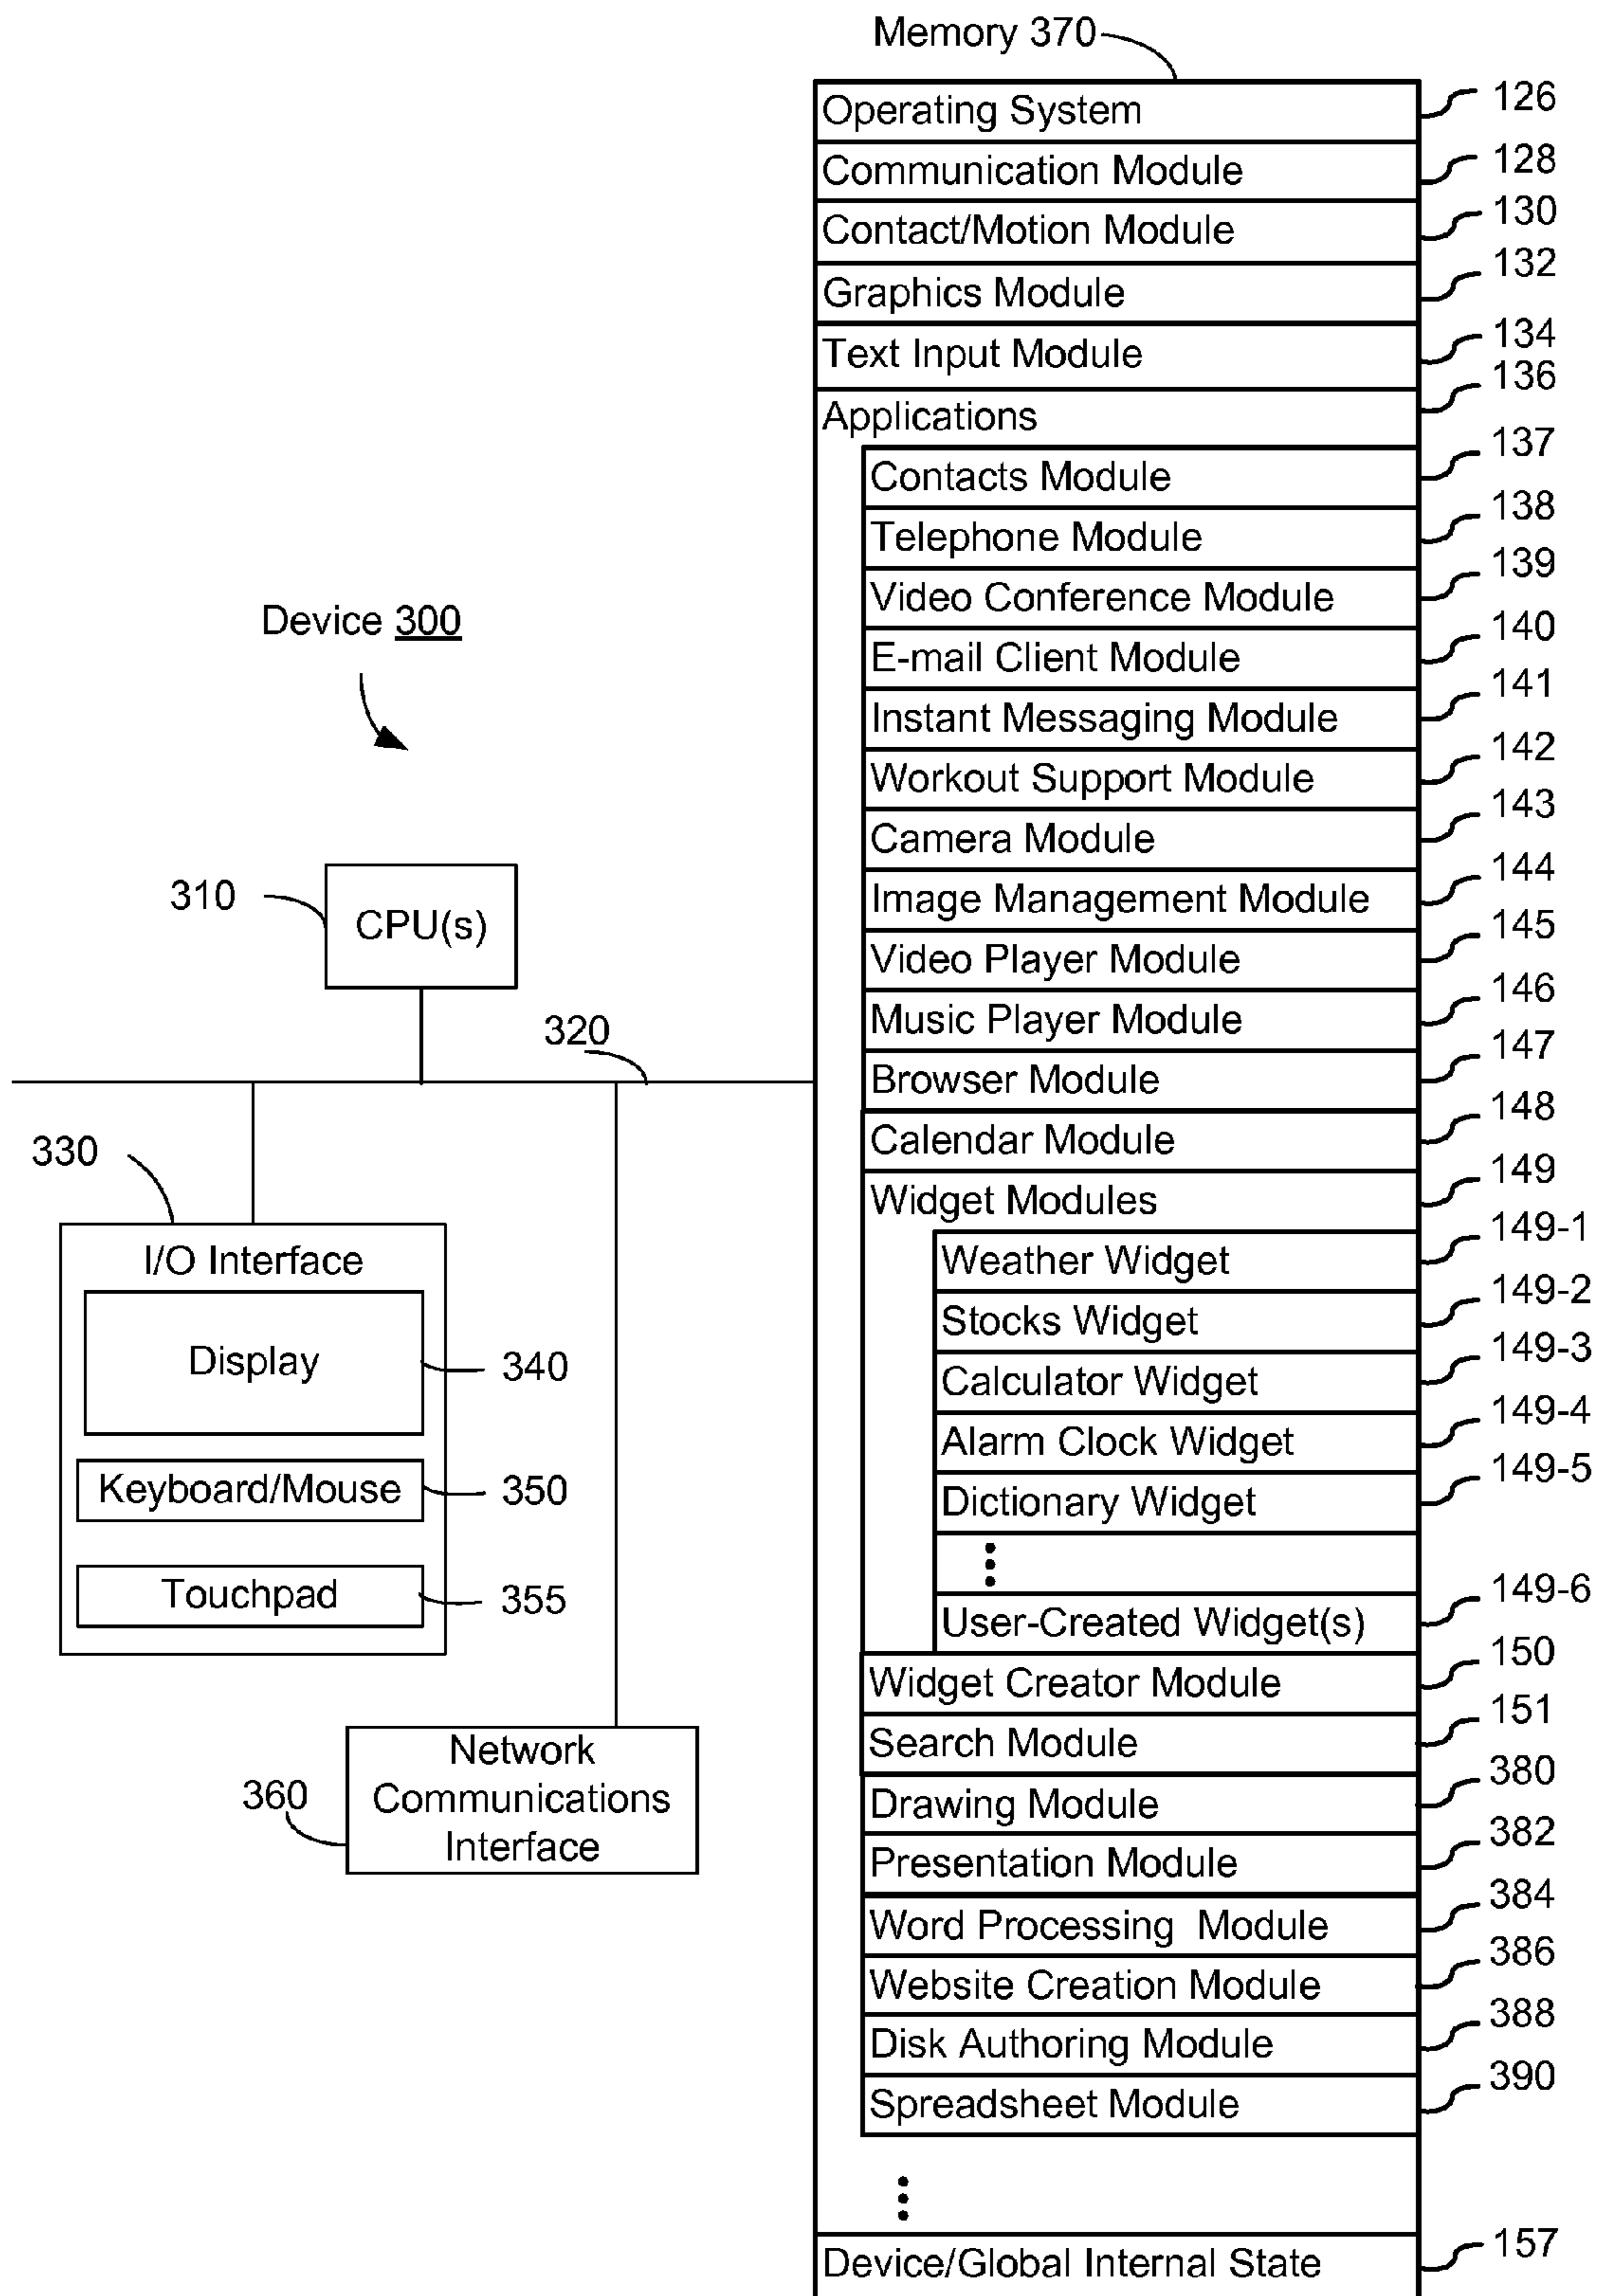 Memory 370
Operating System 126
Communication Module 128
Contact/Motion Module 130
Graphics Module 132
Text Input Module 134
Applications 136
Contacts Module 137
Telephone Module 138
Video Conference Module 139
E-mail Client Module 140
Instant Messaging Module 141
Workout Support Module 142
Camera Module 143
Image Management Module 144
Video Player Module 145
Music Player Module 146
Browser Module 147
Calendar Module 148
Widget Modules 149
Weather Widget 149-1
Stocks Widget 149-2
Calculator Widget 149-3
Alarm Clock Widget 149-4
Dictionary Widget 149-5
User-Created Widget(s) 149-6
Widget Creator Module 150
Search Module 151
Drawing Module 380
Presentation Module 382
Word Processing Module 384
Website Creation Module 386
Disk Authoring Module 388
Spreadsheet Module 390
Device/Global Internal State 157
Device 300
310
CPU(s)
320
330
I/O Interface
Display 340
Keyboard/Mouse 350
Touchpad 355
360
Network
Communications
Interface